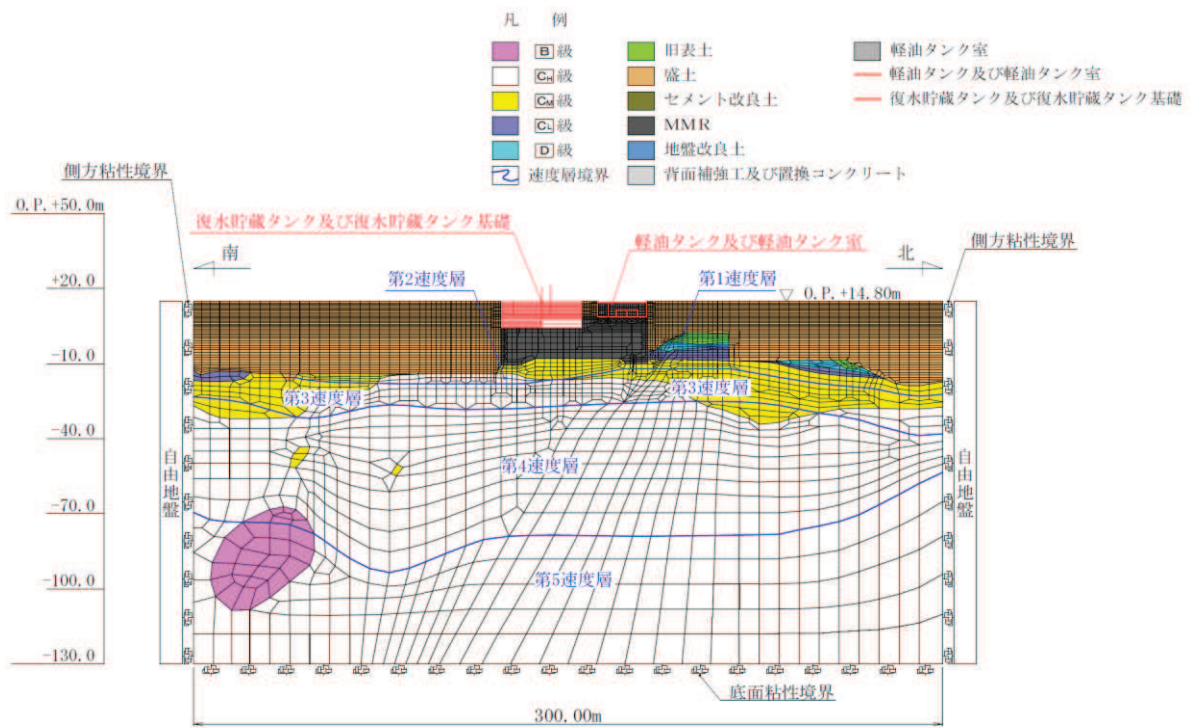 凡 例
B 級
CH 級
CM 級
CL 級
D 級
速度層境界
旧表土
盛土
セメント改良土
MMR
地盤改良土
背面補強工及び置換コンクリート
軽油タンク室
軽油タンク及び軽油タンク室
復水貯蔵タンク及び復水貯蔵タンク基礎
側方粘性境界
O.P.+50.0m
復水貯蔵タンク及び復水貯蔵タンク基礎
軽油タンク及び軽油タンク室
側方粘性境界
南
北
+20.0
第2速度層
第1速度層
O.P.+14.80m
-10.0
第3速度層
第3速度層
-40.0
自由地盤
第4速度層
自由地盤
-70.0
第5速度層
-100.0
-130.0
底面粘性境界
300.00m